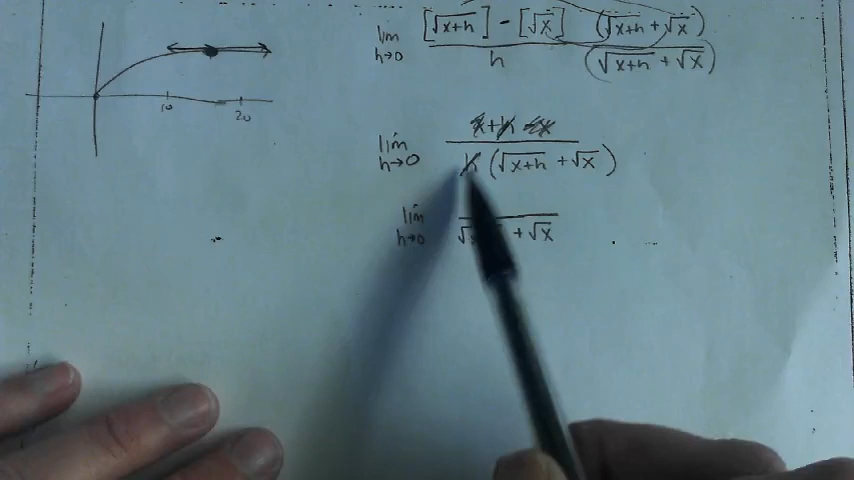 lim h→0 [√x+h] - [√x] (√x+h + √x)
h (√x+h + √x)
10 20
lim h→0 x+h-x
h (√x+h + √x)
lim h→0
+ √x